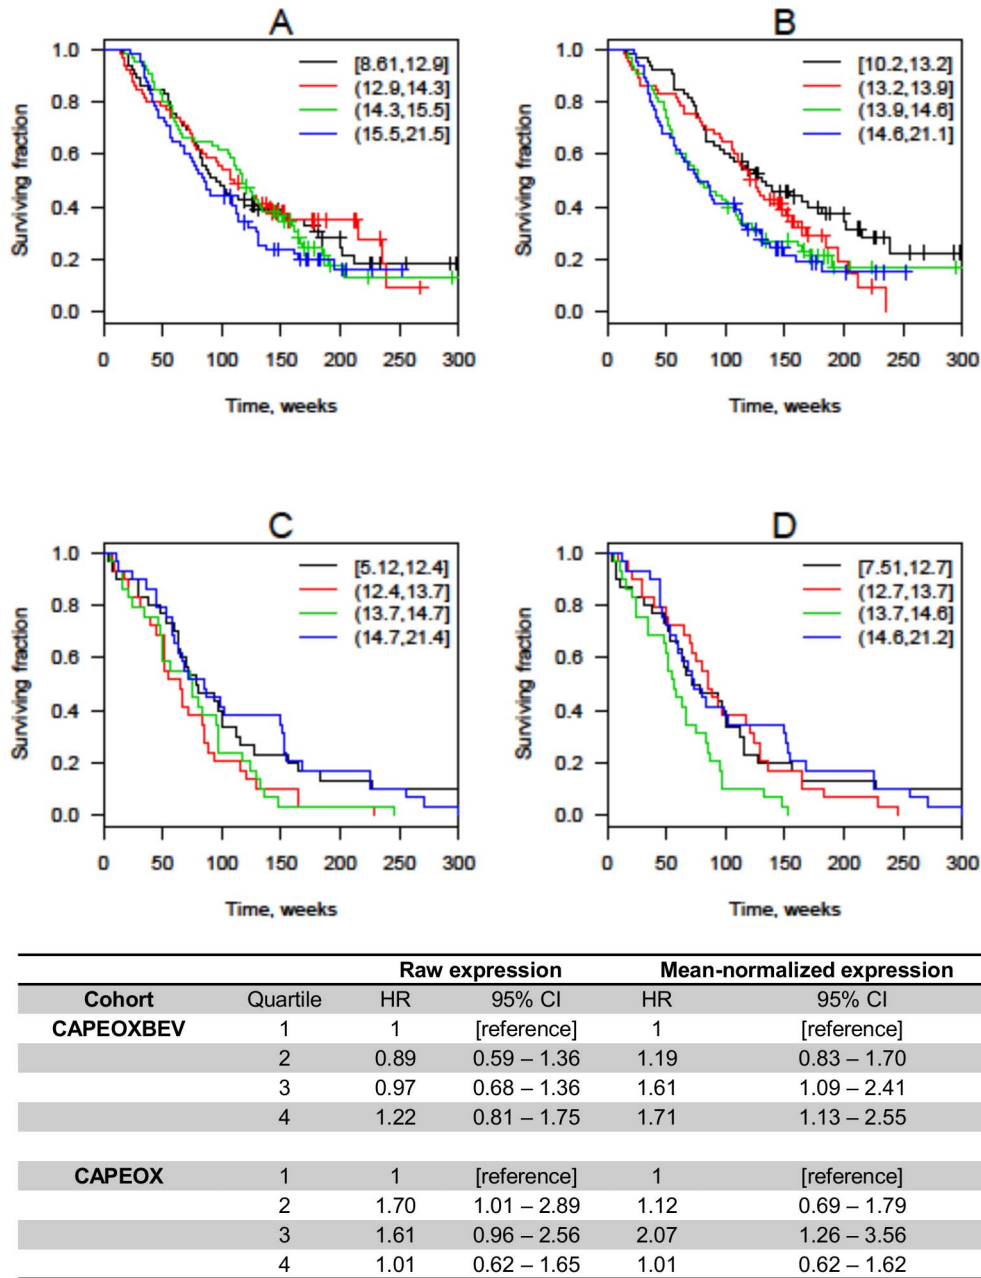 A
B
1.0
0.8
0.6
0.4
0.2
0.0
Surviving fraction
[8.61,12.9]
(12.9,14.3]
(14.3,15.5]
(15.5,21.5]
0 50 100 150 200 250 300
Time, weeks
1.0
0.8
0.6
0.4
0.2
0.0
Surviving fraction
[10.2,13.2]
(13.2,13.9]
(13.9,14.6]
(14.6,21.1]
0 50 100 150 200 250 300
Time, weeks
C
D
1.0
0.8
0.6
0.4
0.2
0.0
Surviving fraction
[5.12,12.4]
(12.4,13.7]
(13.7,14.7]
(14.7,21.4]
0 50 100 150 200 250 300
Time, weeks
1.0
0.8
0.6
0.4
0.2
0.0
Surviving fraction
[7.51,12.7]
(12.7,13.7]
(13.7,14.6]
(14.6,21.2]
0 50 100 150 200 250 300
Time, weeks
Raw expression Mean-normalized expression
Cohort Quartile HR 95% CI HR 95% CI
CAPEOXBEV 1 1 [reference] 1 [reference]
2 0.89 0.59 – 1.36 1.19 0.83 – 1.70
3 0.97 0.68 – 1.36 1.61 1.09 – 2.41
4 1.22 0.81 – 1.75 1.71 1.13 – 2.55
CAPEOX 1 1 [reference] 1 [reference]
2 1.70 1.01 – 2.89 1.12 0.69 – 1.79
3 1.61 0.96 – 2.56 2.07 1.26 – 3.56
4 1.01 0.62 – 1.65 1.01 0.62 – 1.62